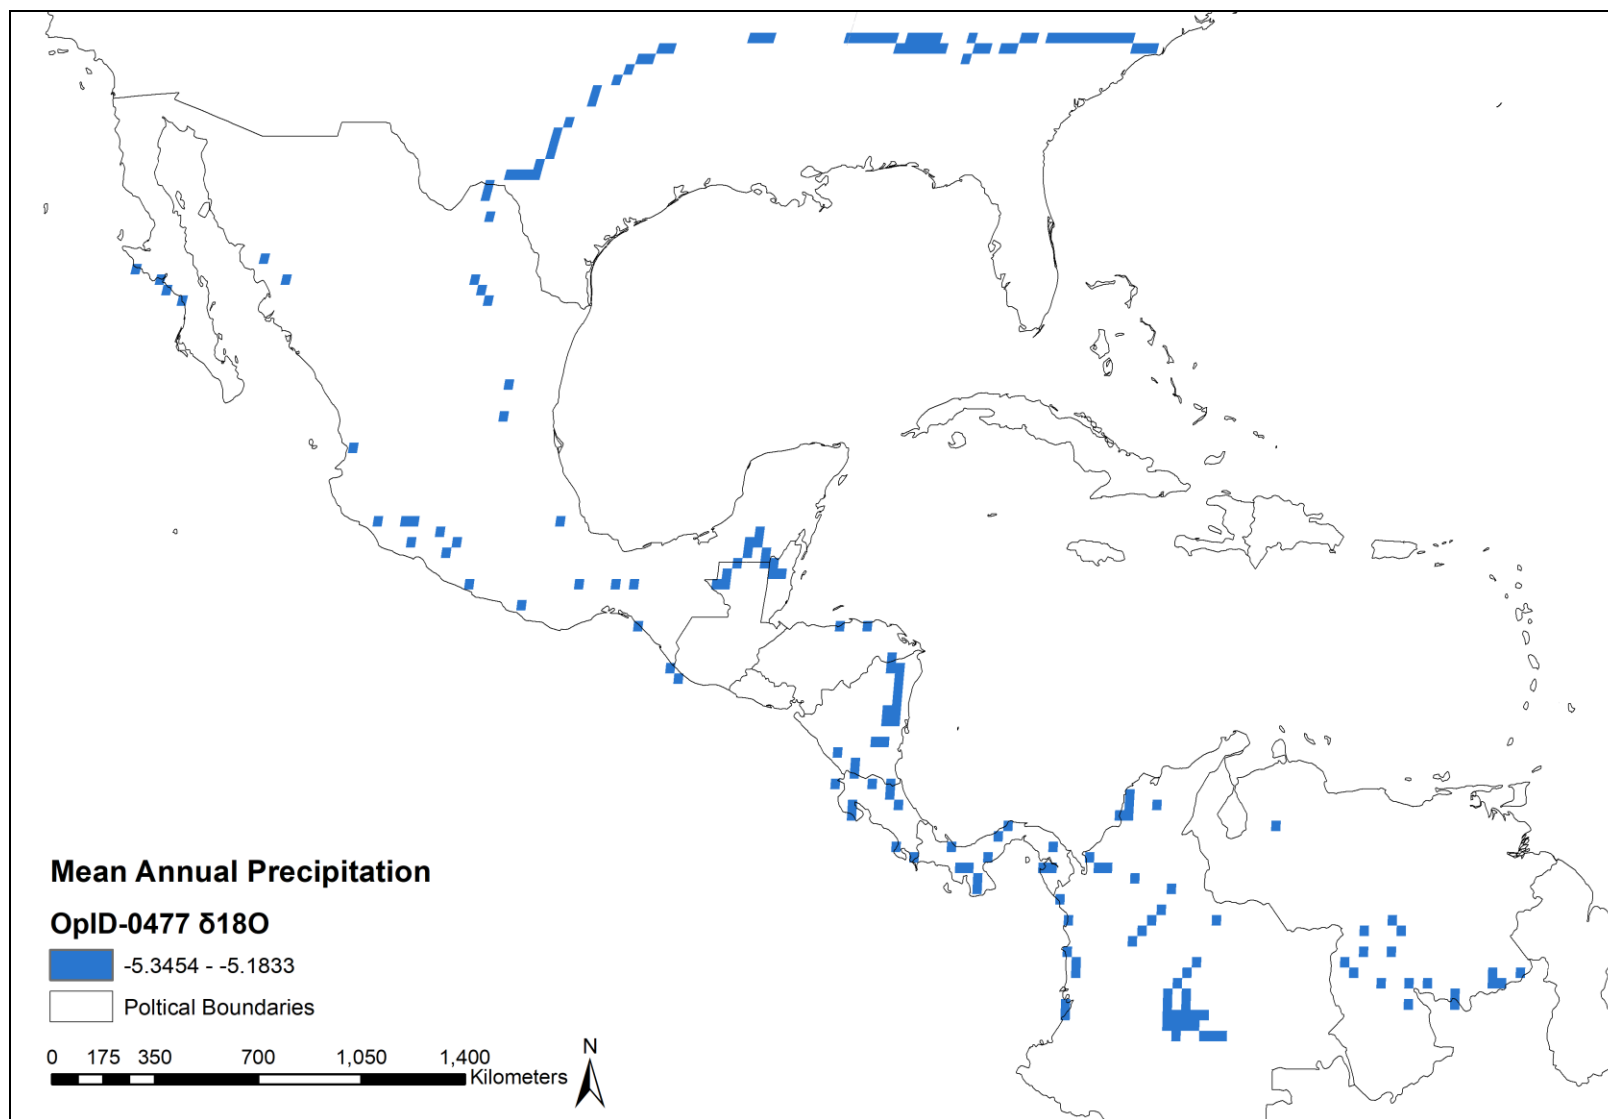 Mean Annual Precipitation
OpID-0477 δ18O
-5.3454 - -5.1833
Poltical Boundaries
0 175 350 700 1,050 1,400
Kilometers
N